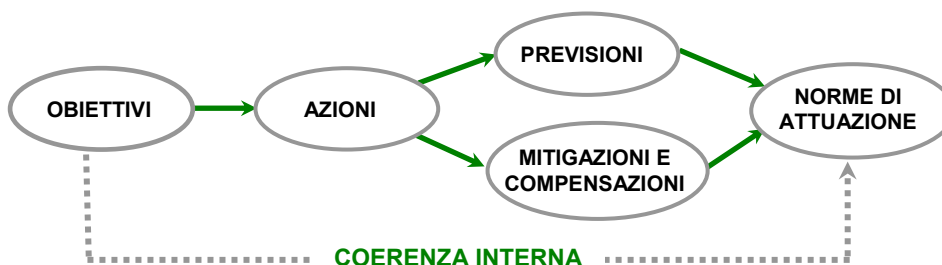 OBIETTIVI
AZIONI
PREVISIONI
MITIGAZIONI E
COMPENSAZIONI
NORME DI
ATTUAZIONE
COERENZA INTERNA